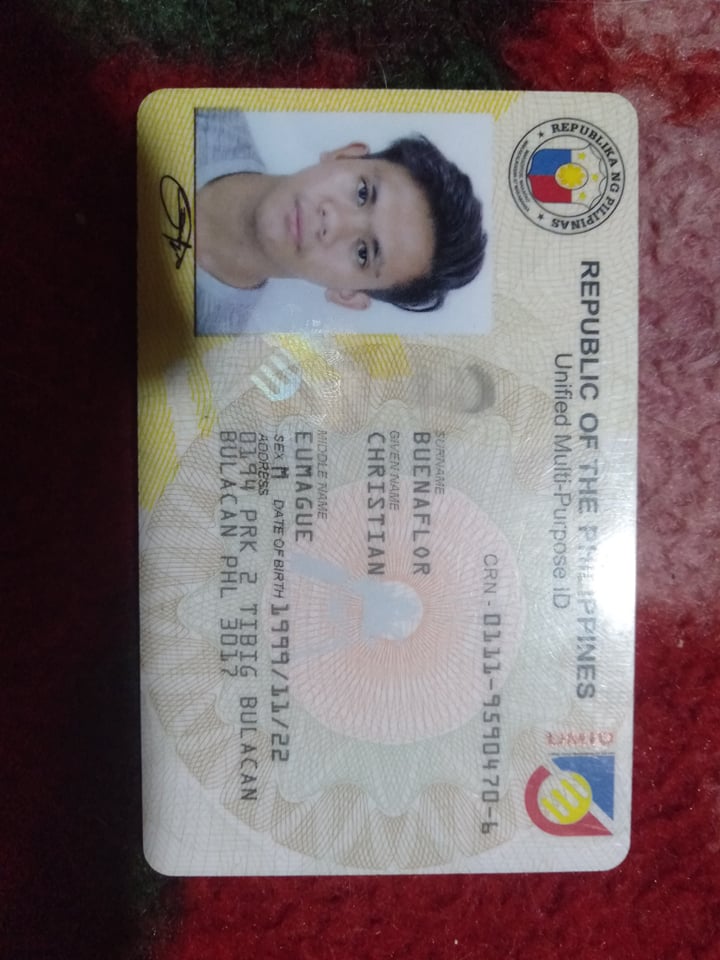 REPUBLIKA NG PILIPINAS
REPUBLIC OF THE PHILIPPINES
Unified Multi-Purpose ID
CRN - 0111-9590470-6
SURNAME
BUENAFLOR
GIVEN NAME
CHRISTIAN
MIDDLE NAME
EUMAGUE
SEX M DATE OF BIRTH 1999/11/22
ADDRESS
0194 PRK 2 TIBIG BULACAN
BULACAN PHL 3017